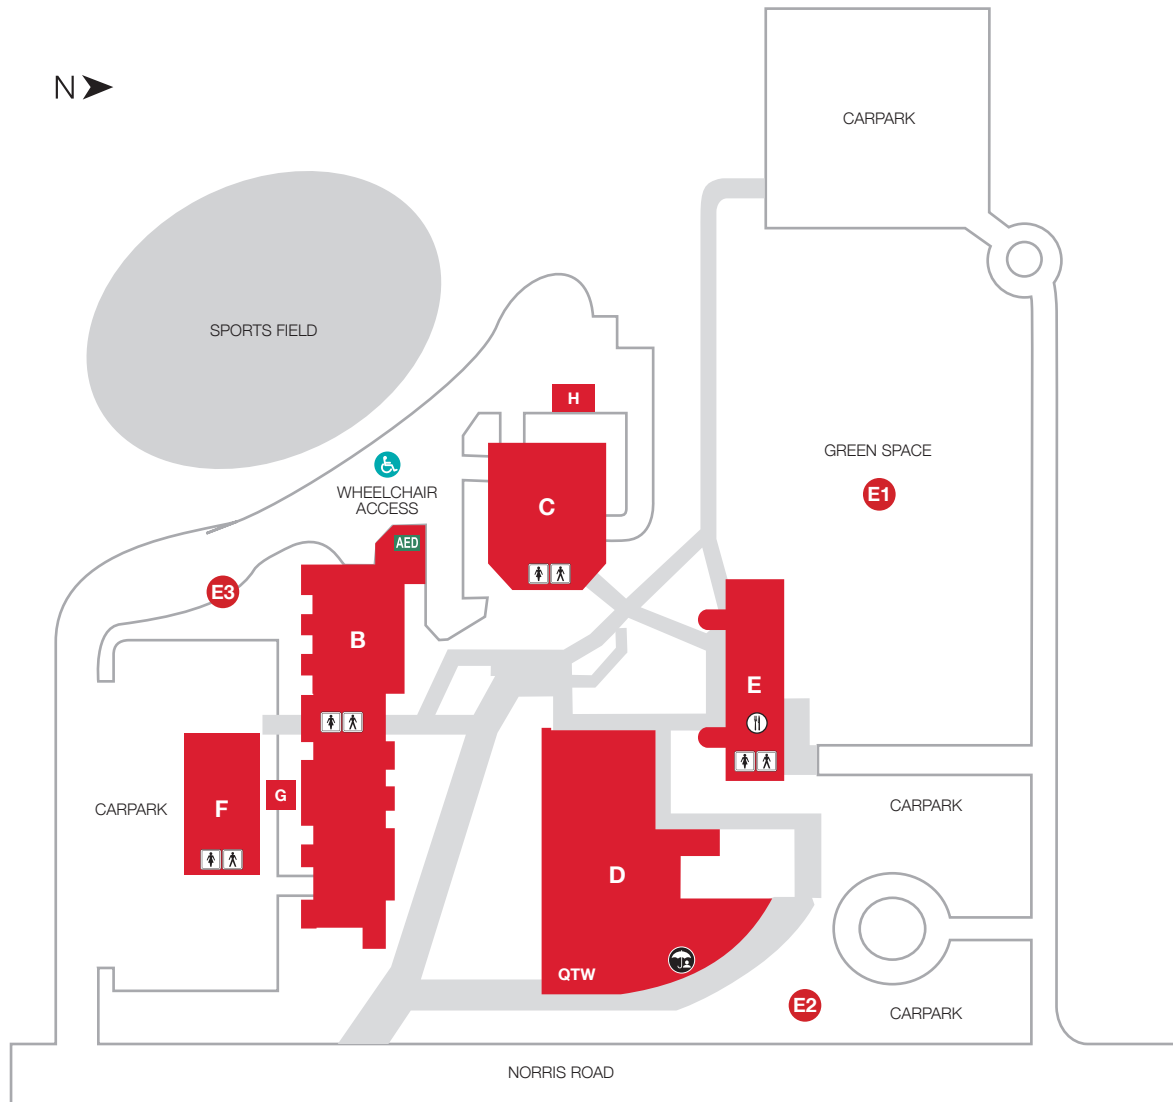 CARPARK
N
SPORTS FIELD
H
GREEN SPACE
WHEELCHAIR
ACCESS
E1
C
AED
E3
B
E
CARPARK
G
F
CARPARK
D
QTW
E2
CARPARK
NORRIS ROAD